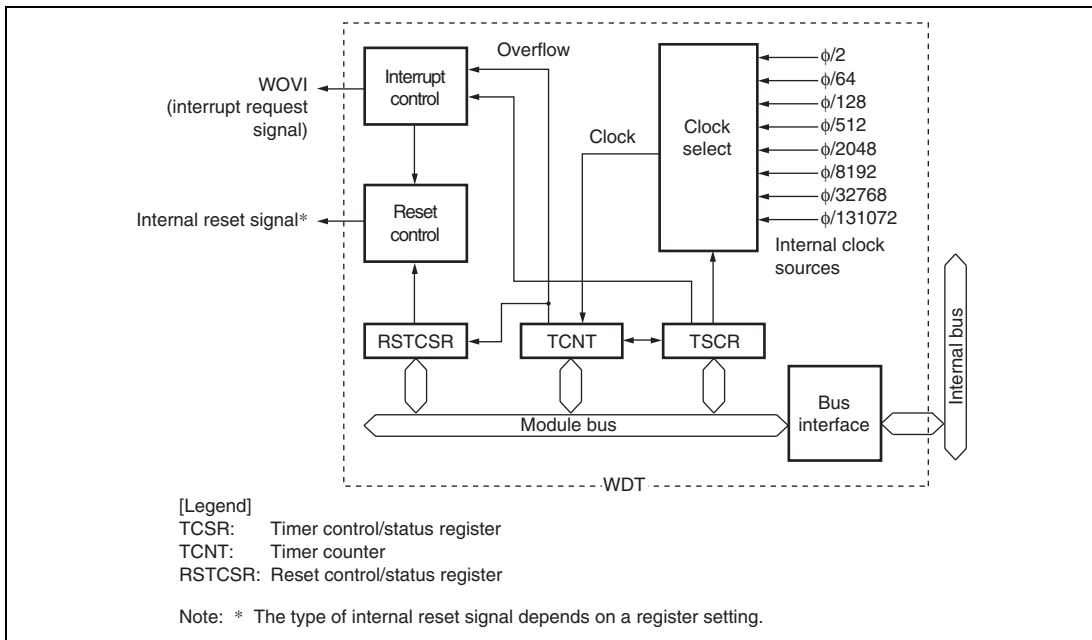 Overflow
Interrupt
control
WOVI
(interrupt request
signal)
Clock
Clock
select
ϕ/2
ϕ/64
ϕ/128
ϕ/512
ϕ/2048
ϕ/8192
ϕ/32768
ϕ/131072
Internal clock
sources
Internal reset signal*
Reset
control
RSTCSR
TCNT
TSCR
Module bus
Bus
interface
Internal bus
WDT
[Legend]
TCSR: Timer control/status register
TCNT: Timer counter
RSTCSR: Reset control/status register
Note: * The type of internal reset signal depends on a register setting.